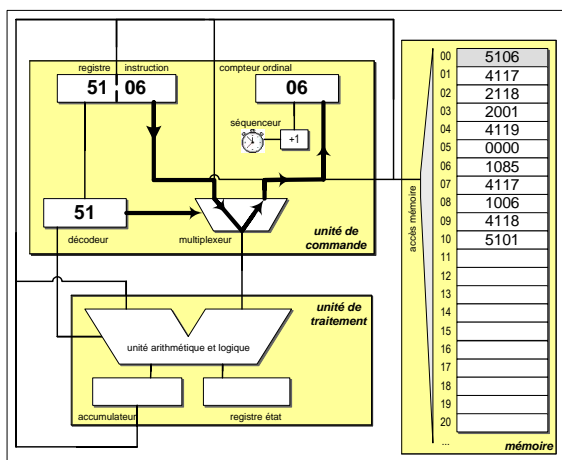 registre instruction
51 06
compteur ordinal
06
séquenceur
+1
51
décodeur
multiplexeur
unité de
commande
unité de
traitement
unité arithmétique et logique
accumulateur
registre état
accès mémoire
00 5106
01 4117
02 2118
03 2001
04 4119
05 0000
06 1085
07 4117
08 1006
09 4118
10 5101
11
12
13
14
15
16
17
18
19
20
...
mémoire